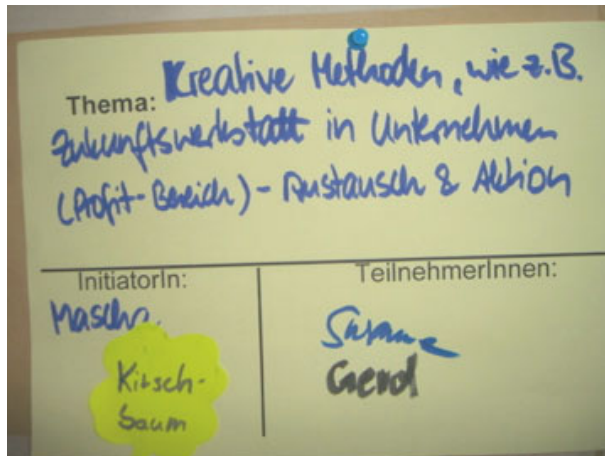 Thema: Kreative Methoden, wie z.B.
Zukunftswerkstatt in Unternehmen
(Profit-Bereich) - Austausch & Aktion
InitiatorIn:
Mascha
Kirsch-
baum
TeilnehmerInnen:
Susanne
Gerd